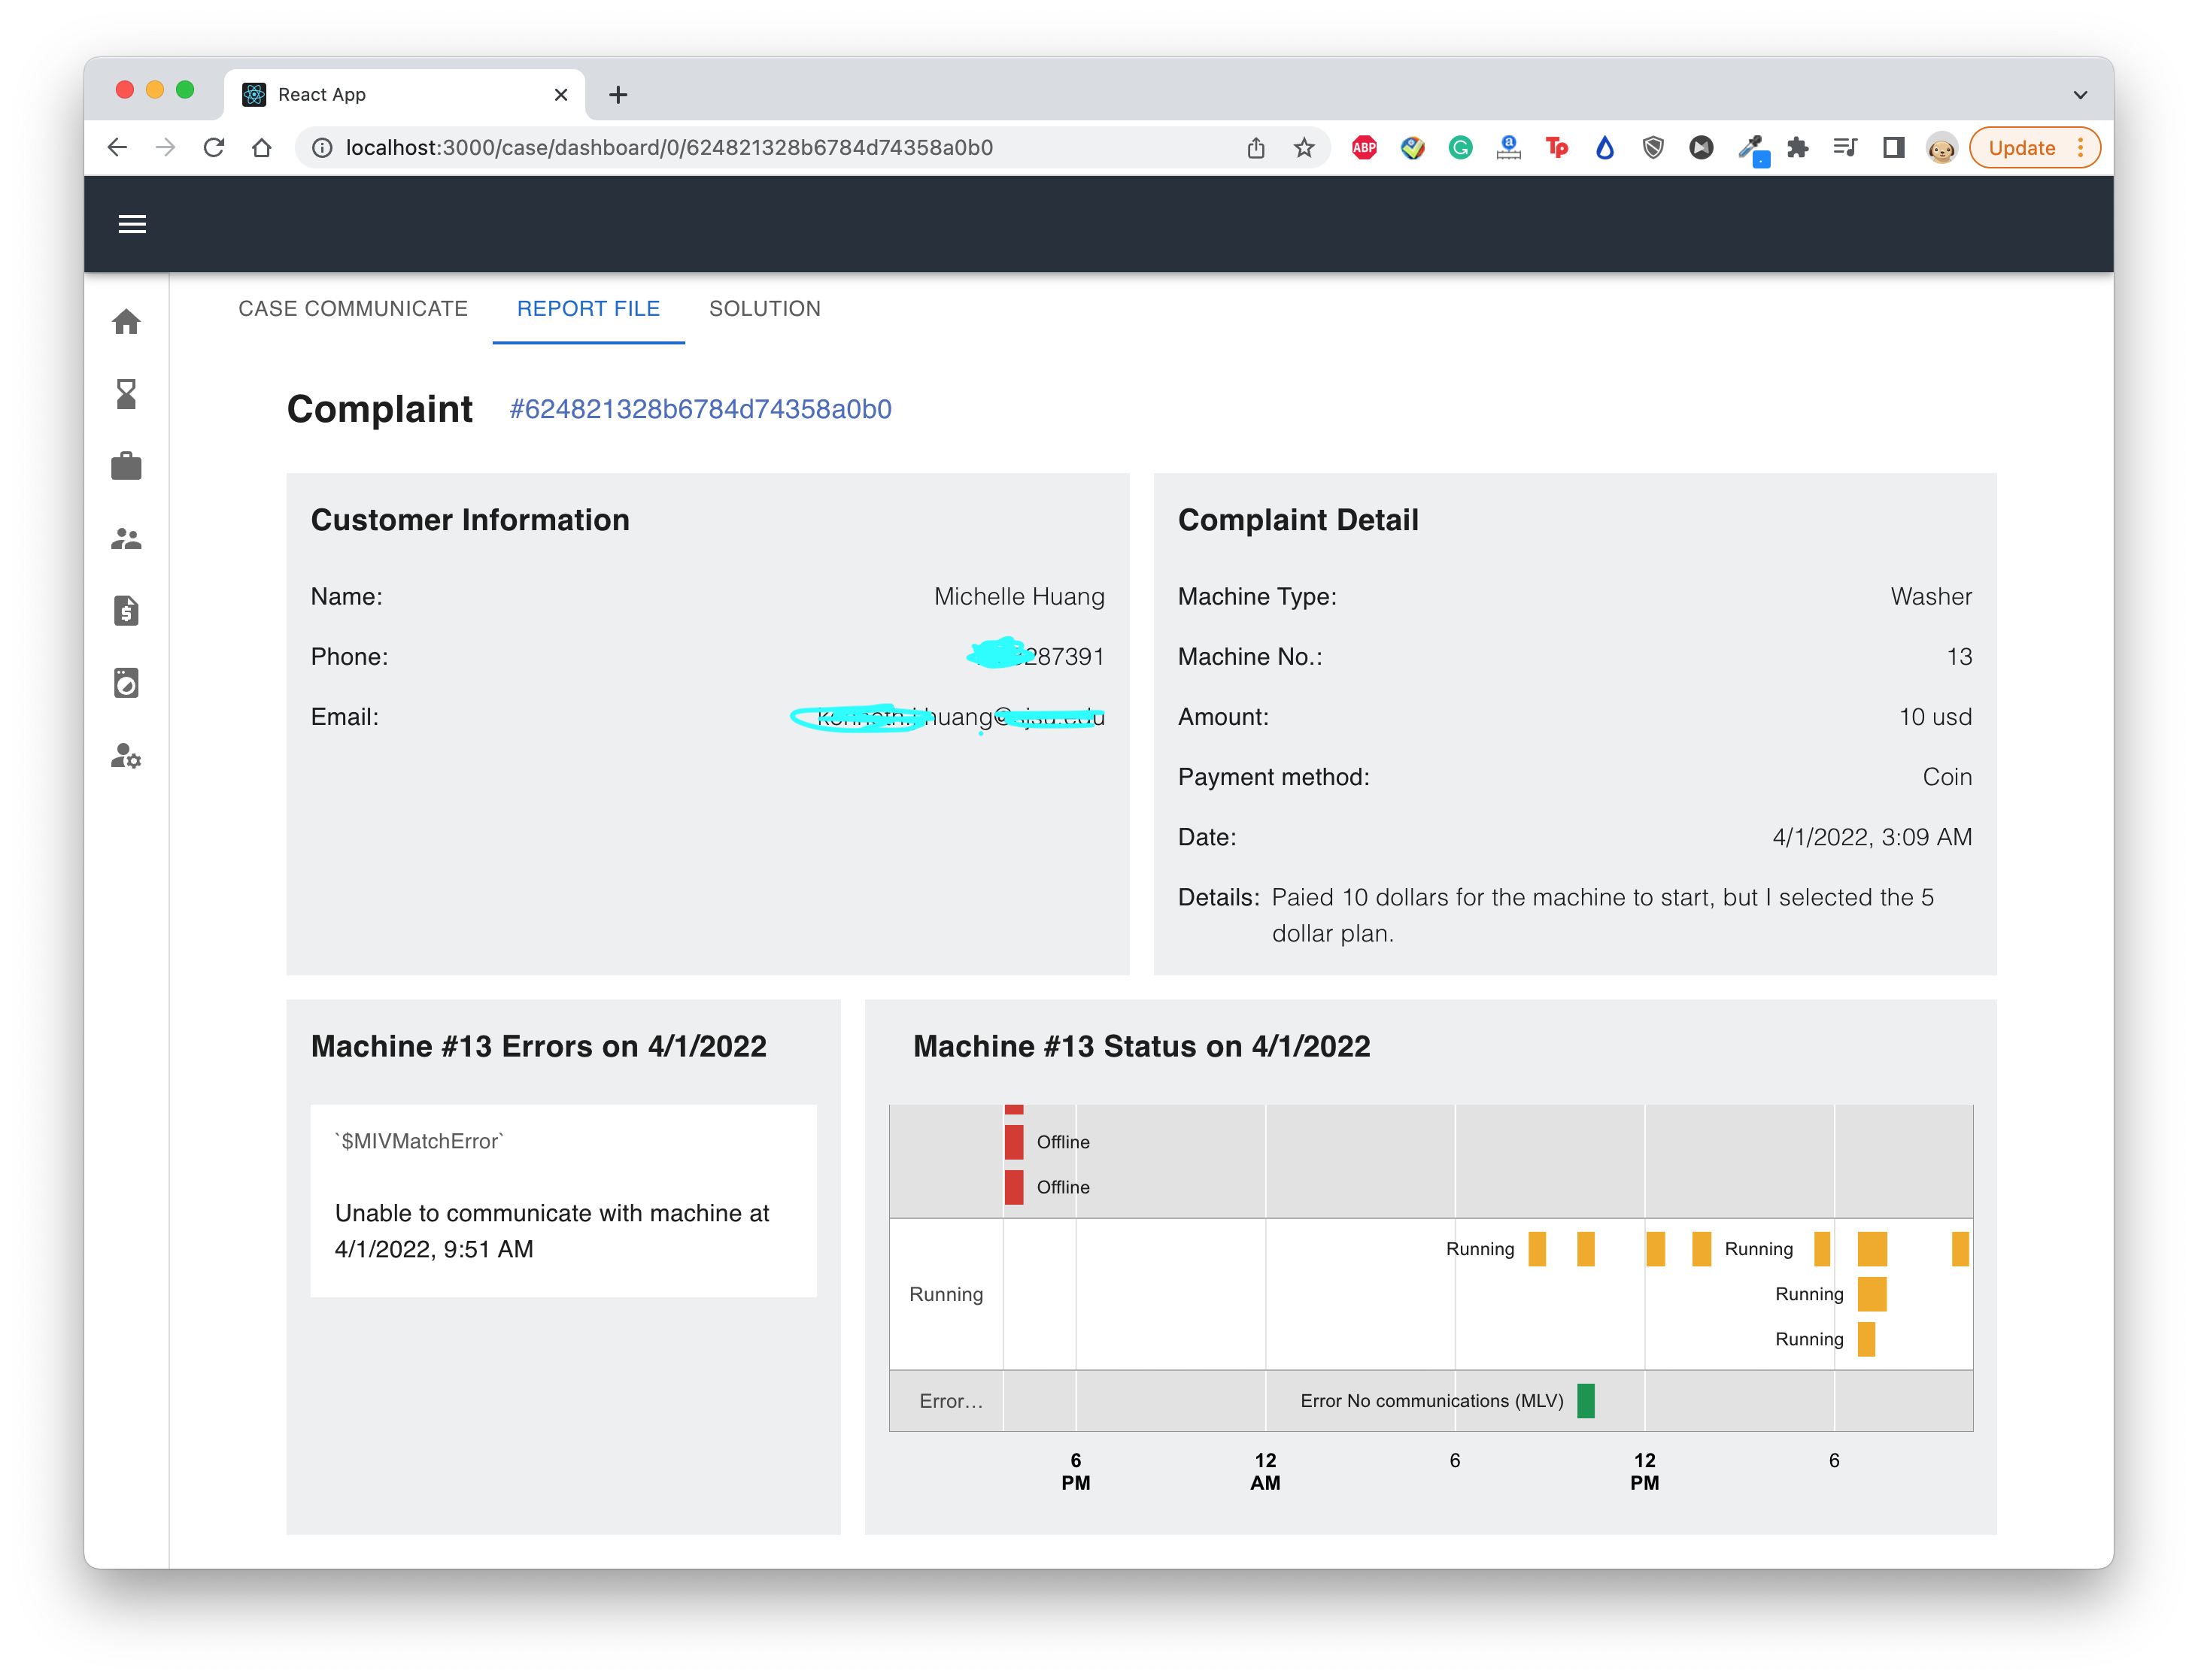 React App
localhost:3000/case/dashboard/0/624821328b6784d74358a0b0
ABP
a
Tp
Update
CASE COMMUNICATE
REPORT FILE
SOLUTION
Complaint #624821328b6784d74358a0b0
Customer Information
Name: Michelle Huang
Phone: 287391
Email: huang@
Complaint Detail
Machine Type: Washer
Machine No.: 13
Amount: 10 usd
Payment method: Coin
Date: 4/1/2022, 3:09 AM
Details: Paied 10 dollars for the machine to start, but I selected the 5
dollar plan.
Machine #13 Errors on 4/1/2022
`$MIVMatchError`
Unable to communicate with machine at
4/1/2022, 9:51 AM
Machine #13 Status on 4/1/2022
Offline
Offline
Running
Running Running
Running
Running
Error…
Error No communications (MLV)
6 PM
12 AM
6
12 PM
6